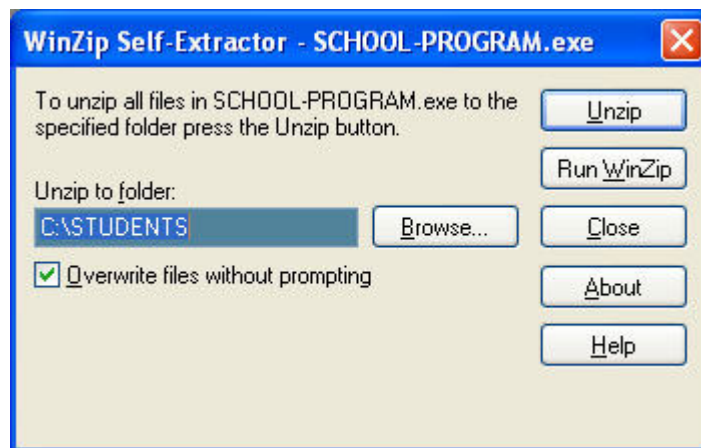 WinZip Self-Extractor - SCHOOL-PROGRAM.exe
To unzip all files in SCHOOL-PROGRAM.exe to the
specified folder press the Unzip button.
Unzip to folder:
C:\STUDENTS
Browse...
Overwrite files without prompting
Unzip
Run WinZip
Close
About
Help